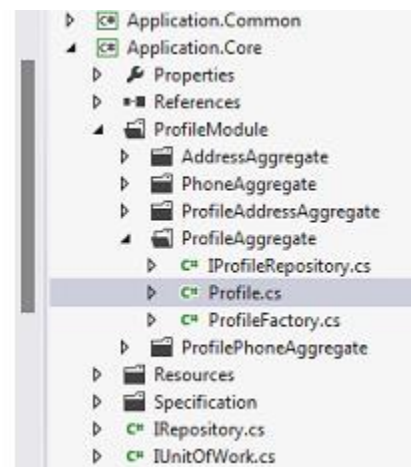 C# Application.Common
C# Application.Core
Properties
References
ProfileModule
AddressAggregate
PhoneAggregate
ProfileAddressAggregate
ProfileAggregate
C# IProfileRepository.cs
C# Profile.cs
C# ProfileFactory.cs
ProfilePhoneAggregate
Resources
Specification
C# IRepository.cs
C# IUnitOfWork.cs